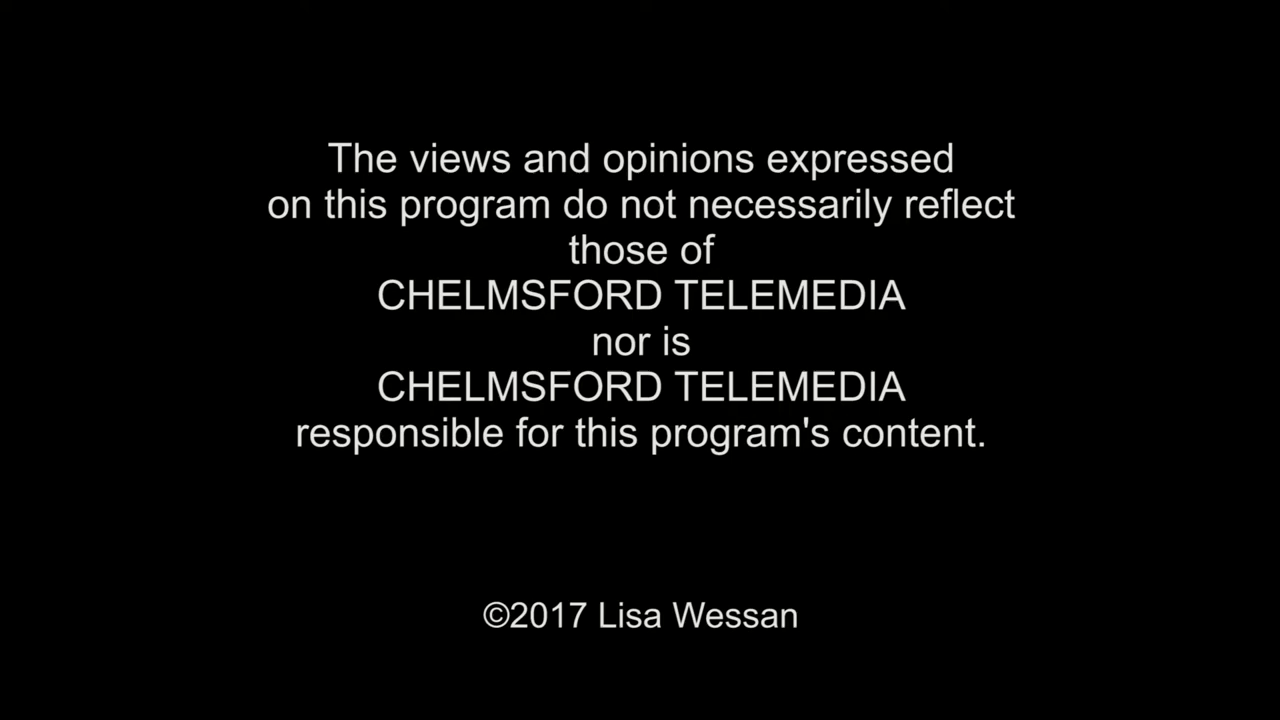 The views and opinions expressed
on this program do not necessarily reflect
those of
CHELMSFORD TELEMEDIA
nor is
CHELMSFORD TELEMEDIA
responsible for this program's content.
©2017 Lisa Wessan